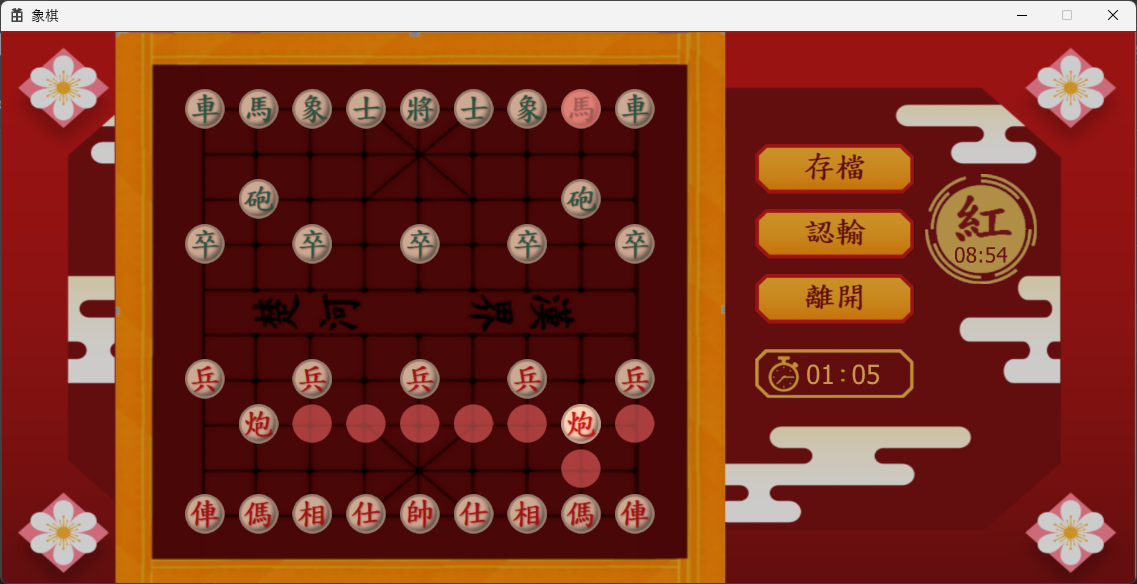 象棋
車馬象士將士象馬車
砲砲
卒卒卒卒卒
楚河 漢界
兵兵兵兵兵
炮炮
俥傌相仕帥仕相傌俥
存檔
認輸
離開
01:05
紅
08:54